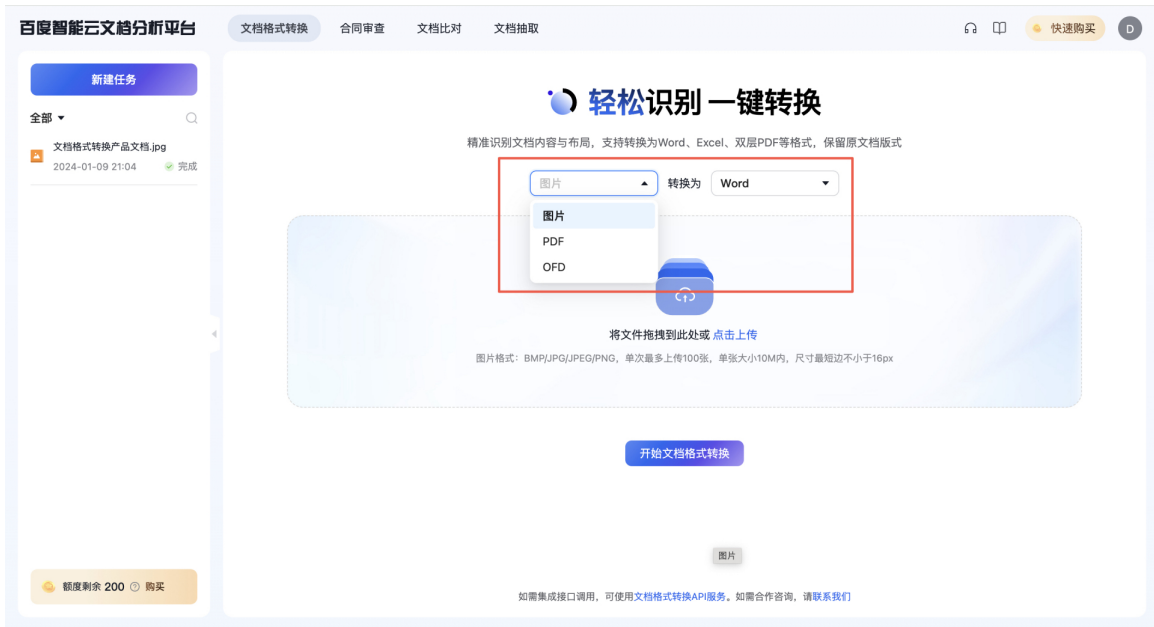 百度智能云文档分析平台
文档格式转换 合同审查 文档比对 文档抽取
快速购买 D
新建任务
全部
文档格式转换产品文档.jpg
2024-01-09 21:04 完成
轻松识别 一键转换
精准识别文档内容与布局，支持转换为Word、Excel、双层PDF等格式，保留原文档版式
图片 转换为 Word
图片
PDF
OFD
将文件拖拽到此处或 点击上传
图片格式：BMP/JPG/JPEG/PNG，单次最多上传100张，单张大小10M内，尺寸最短边不小于16px
开始文档格式转换
图片
额度剩余 200 ? 购买
如需集成接口调用，可使用文档格式转换API服务。如需合作咨询，请联系我们